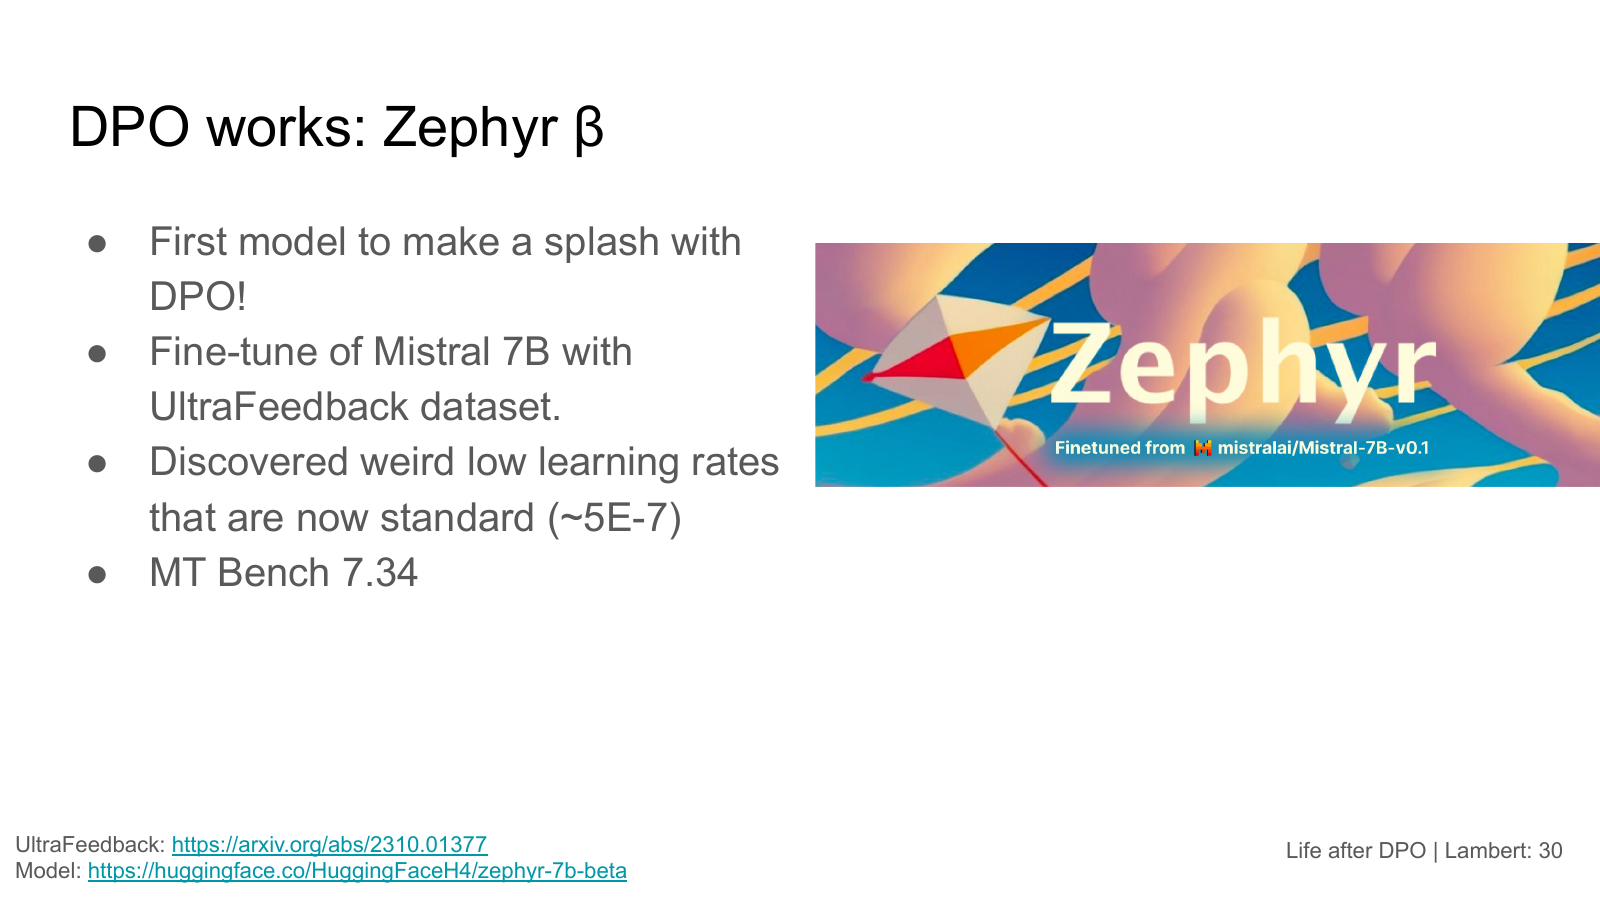 DPO works: Zephyr β
● First model to make a splash with
DPO!
● Fine-tune of Mistral 7B with
UltraFeedback dataset.
● Discovered weird low learning rates
that are now standard (~5E-7)
● MT Bench 7.34
Zephyr
Finetuned from mistralai/Mistral-7B-v0.1
UltraFeedback: https://arxiv.org/abs/2310.01377
Model: https://huggingface.co/HuggingFaceH4/zephyr-7b-beta
Life after DPO | Lambert: 30